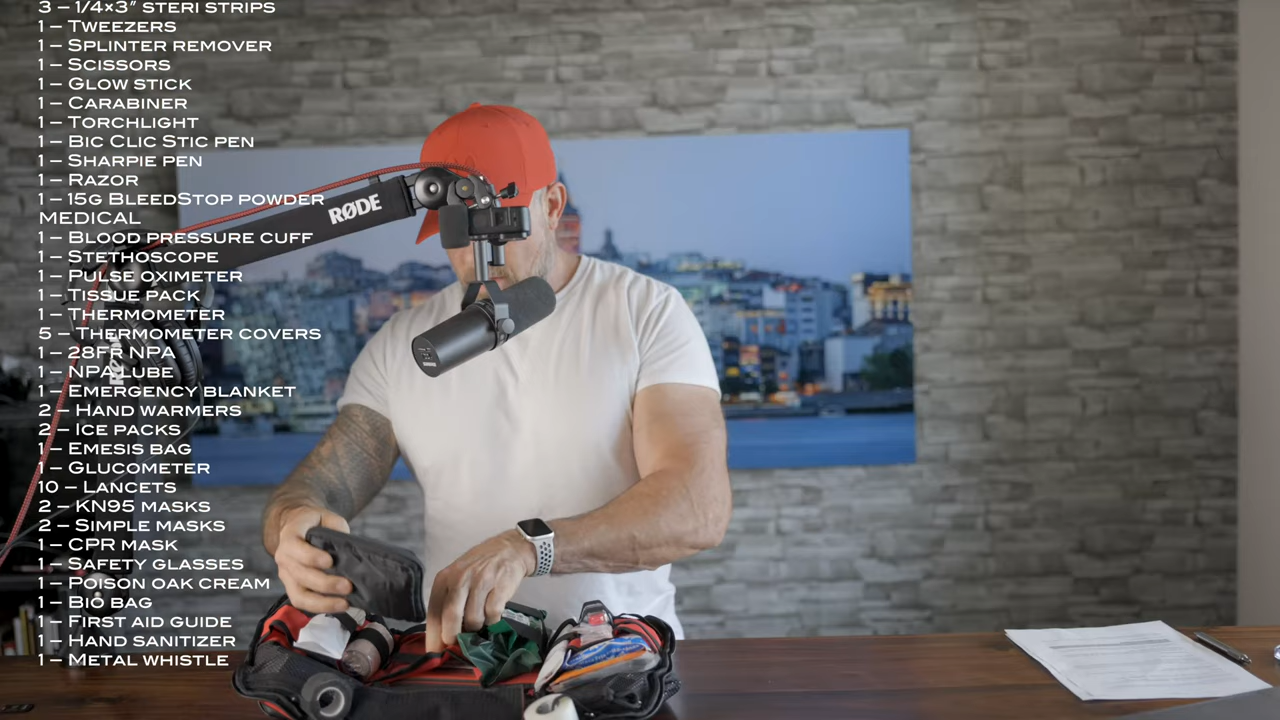 3 – 1/4×3” STERI STRIPS
1 – TWEEZERS
1 – SPLINTER REMOVER
1 – SCISSORS
1 – GLOW STICK
1 – CARABINER
1 – TORCHLIGHT
1 – BIC CLIC STIC PEN
1 – SHARPIE PEN
1 – RAZOR
1 – 15G BLEEDSTOP POWDER
MEDICAL
1 – BLOOD PRESSURE CUFF
1 – STETHOSCOPE
1 – PULSE OXIMETER
1 – TISSUE PACK
1 – THERMOMETER
5 – THERMOMETER COVERS
1 – 28FR NPA
1 – NPA LUBE
1 – EMERGENCY BLANKET
2 – HAND WARMERS
2 – ICE PACKS
1 – EMESIS BAG
1 – GLUCOMETER
10 – LANCETS
2 – KN95 MASKS
2 – SIMPLE MASKS
1 – CPR MASK
1 – SAFETY GLASSES
1 – POISON OAK CREAM
1 – BIO BAG
1 – FIRST AID GUIDE
1 – HAND SANITIZER
1 – METAL WHISTLE
RØDE